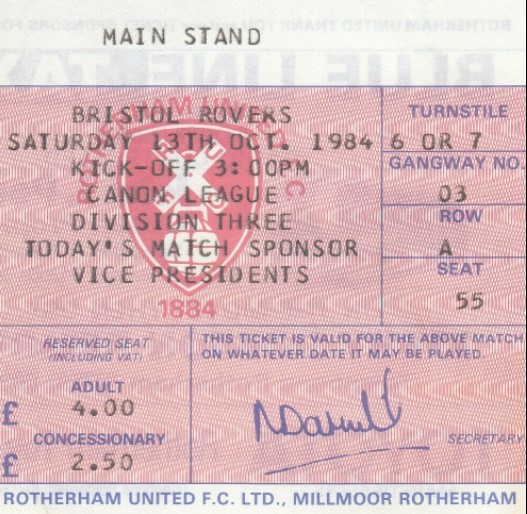 MAIN STAND
BRISTOL ROVERS
SATURDAY 13TH OCT. 1984
KICK-OFF 3:00PM
CANON LEAGUE
DIVISION THREE
TODAY'S MATCH SPONSOR
VICE PRESIDENTS
ROTHERHAM UNITED F.C
1884
TURNSTILE
6 OR 7
GANGWAY NO.
03
ROW
A
SEAT
55
RESERVED SEAT
(INCLUDING VAT)
ADULT
£ 4.00
CONCESSIONARY
£ 2.50
THIS TICKET IS VALID FOR THE ABOVE MATCH
ON WHATEVER DATE IT MAY BE PLAYED.
SECRETARY
ROTHERHAM UNITED F.C. LTD., MILLMOOR ROTHERHAM